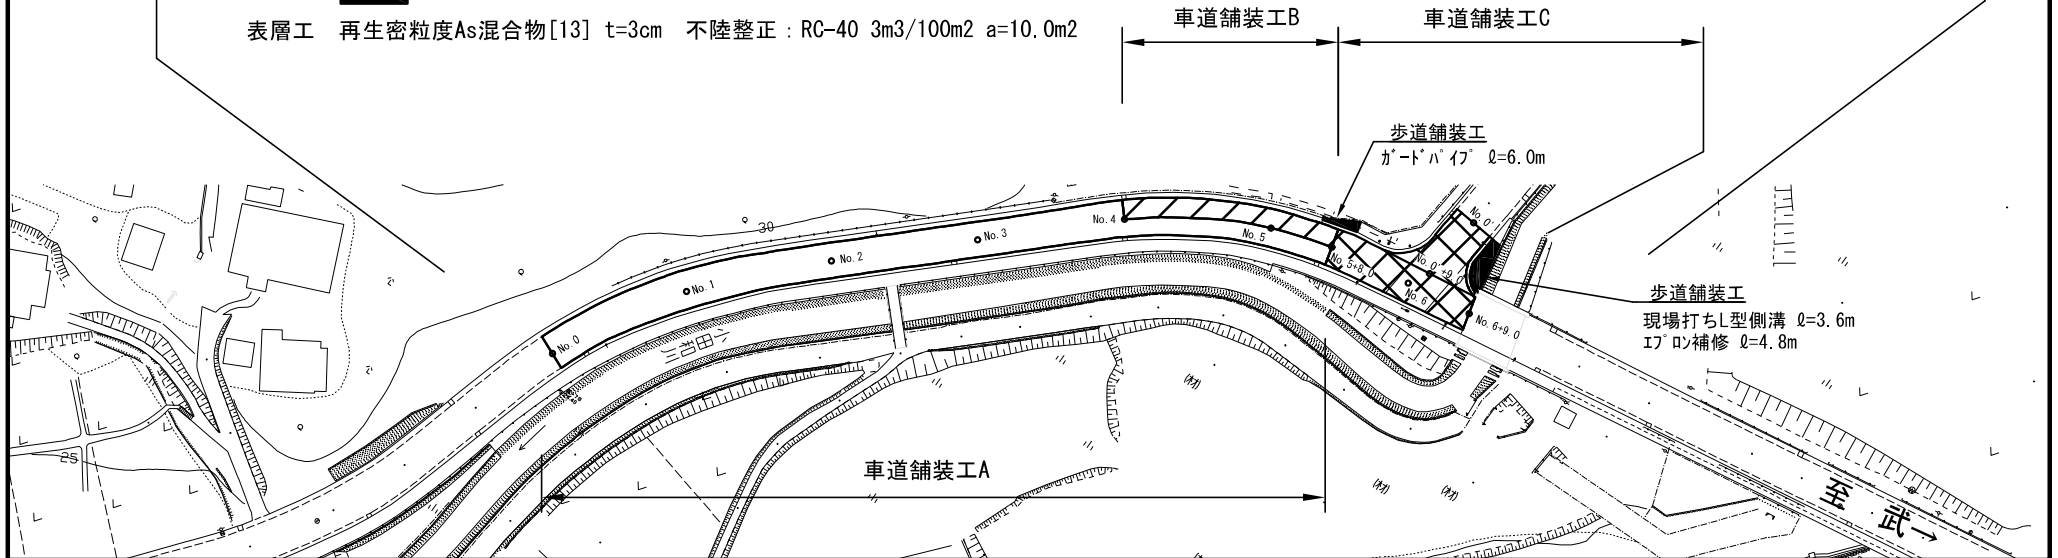 表層工　再生密粒度As混合物[13] t=3cm　不陸整正：RC-40 3m3/100m2 a=10.0m2
車道舗装工B
車道舗装工C
歩道舗装工
ｶﾞｰﾄﾞﾊﾟｲﾌﾟ ℓ=6.0m
30
No.4
No.3
No.2
No.1
No.0
No.5
No.5+8.0
No.0'
No.0'+9.0
No.6
No.6+9.0
歩道舗装工
現場打ちL型側溝 ℓ=3.6m
ｴﾌﾟﾛﾝ補修 ℓ=4.8m
(材)
(材)
(材)
25
車道舗装工A
至 武→